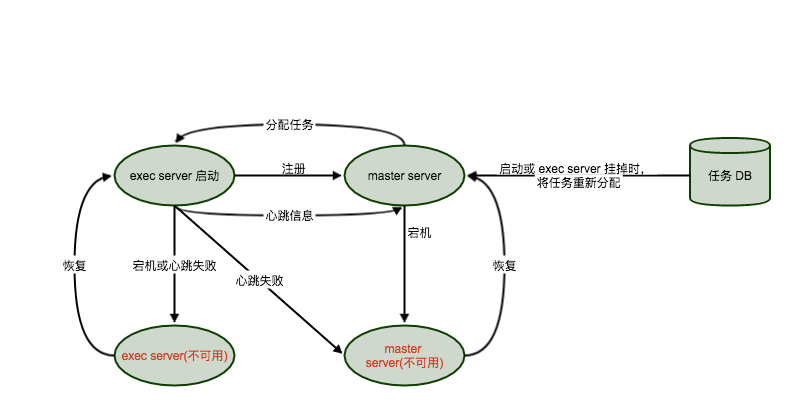 分配任务
exec server 启动
注册
master server
启动或 exec server 挂掉时,
将任务重新分配
任务 DB
心跳信息
宕机
恢复
宕机或心跳失败
心跳失败
恢复
exec server(不可用)
master
server(不可用)